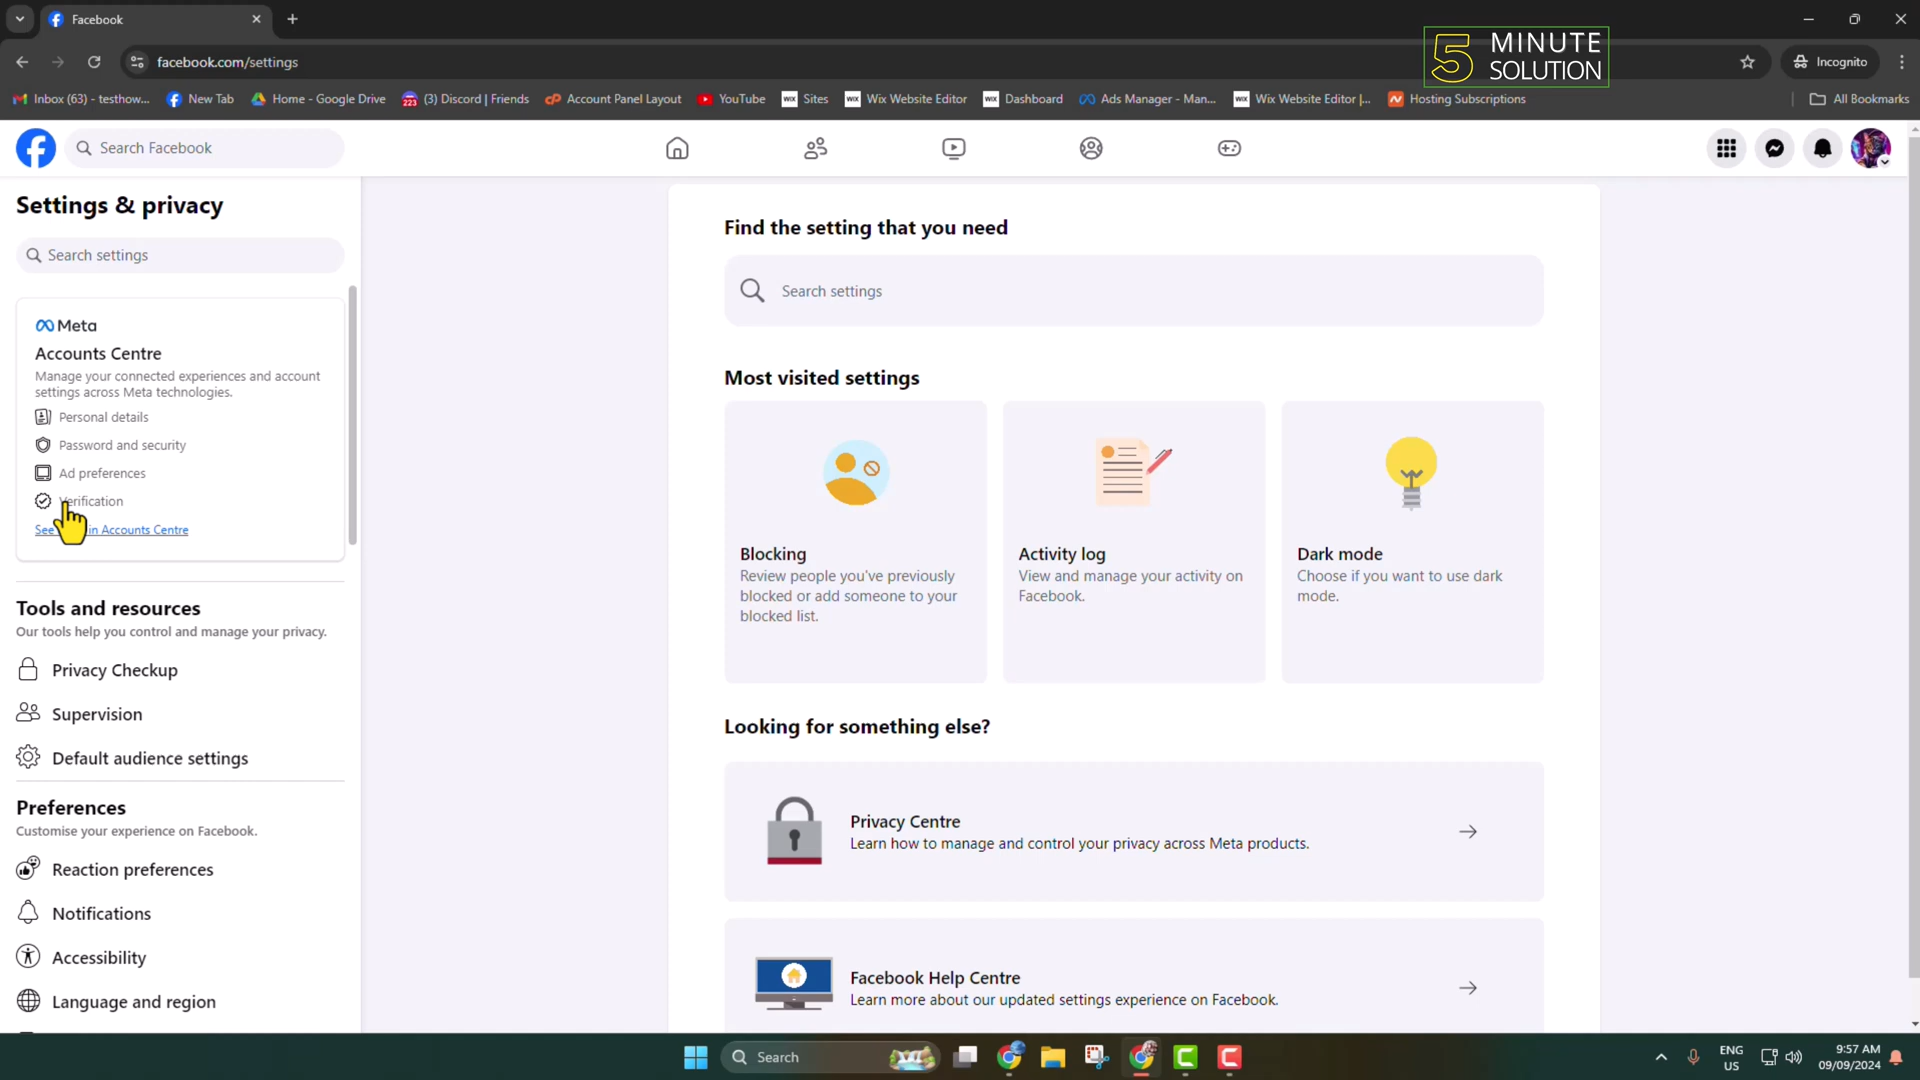 Facebook
facebook.com/settings
5 MINUTE SOLUTION
Incognito
Inbox (63) - testhow...
New Tab
Home - Google Drive
(3) Discord | Friends
Account Panel Layout
YouTube
Sites
Wix Website Editor
Dashboard
Ads Manager - Man...
Wix Website Editor |...
Hosting Subscriptions
All Bookmarks
Search Facebook
Settings & privacy
Search settings
Meta
Accounts Centre
Manage your connected experiences and account
settings across Meta technologies.
Personal details
Password and security
Ad preferences
Verification
See in Accounts Centre
Tools and resources
Our tools help you control and manage your privacy.
Privacy Checkup
Supervision
Default audience settings
Preferences
Customise your experience on Facebook.
Reaction preferences
Notifications
Accessibility
Language and region
Find the setting that you need
Search settings
Most visited settings
Blocking
Review people you've previously
blocked or add someone to your
blocked list.
Activity log
View and manage your activity on
Facebook.
Dark mode
Choose if you want to use dark
mode.
Looking for something else?
Privacy Centre
Learn how to manage and control your privacy across Meta products.
Facebook Help Centre
Learn more about our updated settings experience on Facebook.
Search
ENG
US
9:57 AM
09/09/2024